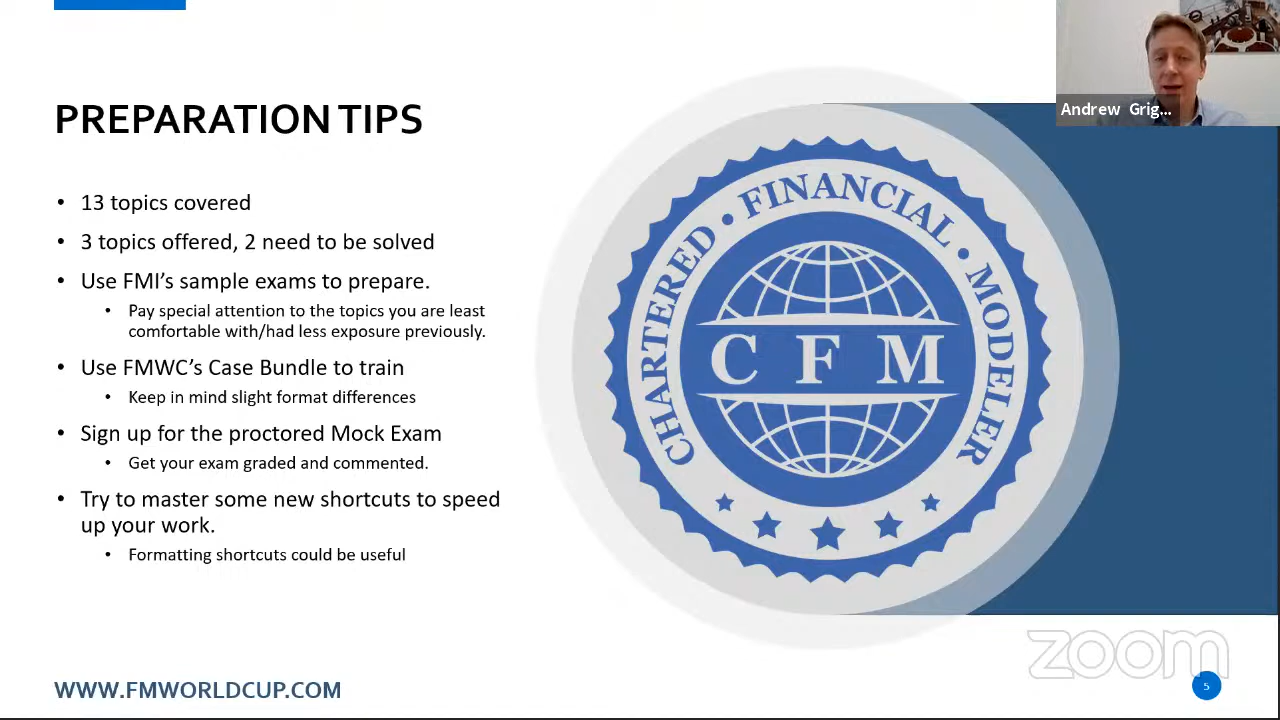 Andrew Grig...
PREPARATION TIPS
• 13 topics covered
• 3 topics offered, 2 need to be solved
• Use FMI's sample exams to prepare.
• Pay special attention to the topics you are least
comfortable with/had less exposure previously.
• Use FMWC's Case Bundle to train
• Keep in mind slight format differences
• Sign up for the proctored Mock Exam
• Get your exam graded and commented.
• Try to master some new shortcuts to speed
up your work.
• Formatting shortcuts could be useful
CHARTERED • FINANCIAL • MODELER
CFM
zoom
WWW.FMWORLDCUP.COM
5